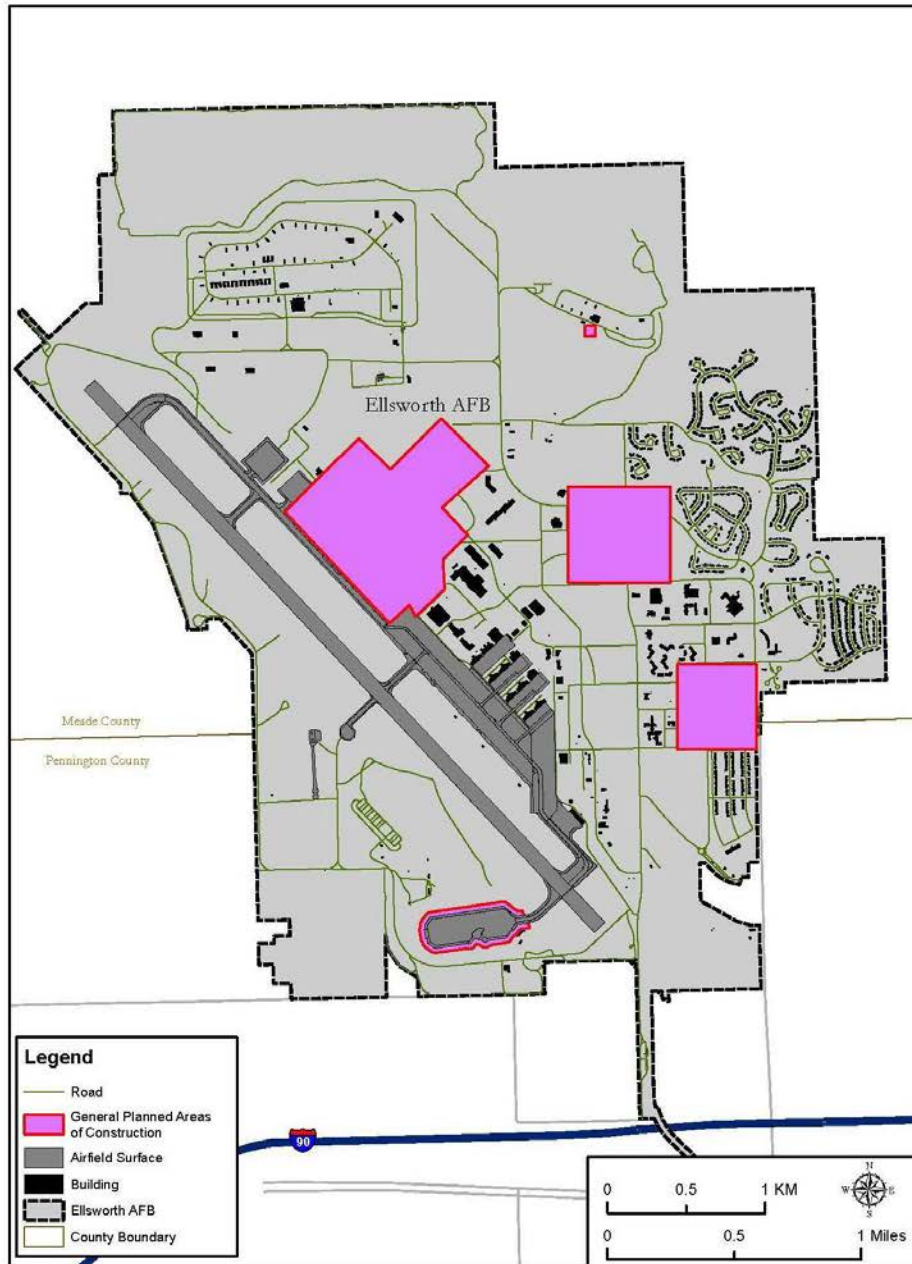 Ellsworth AFB
Meade County
Pennington County
Legend
Road
General Planned Areas
of Construction
Airfield Surface
Building
Ellsworth AFB
County Boundary
90
0 0.5 1 KM
0 0.5 1 Miles
N
W E
S